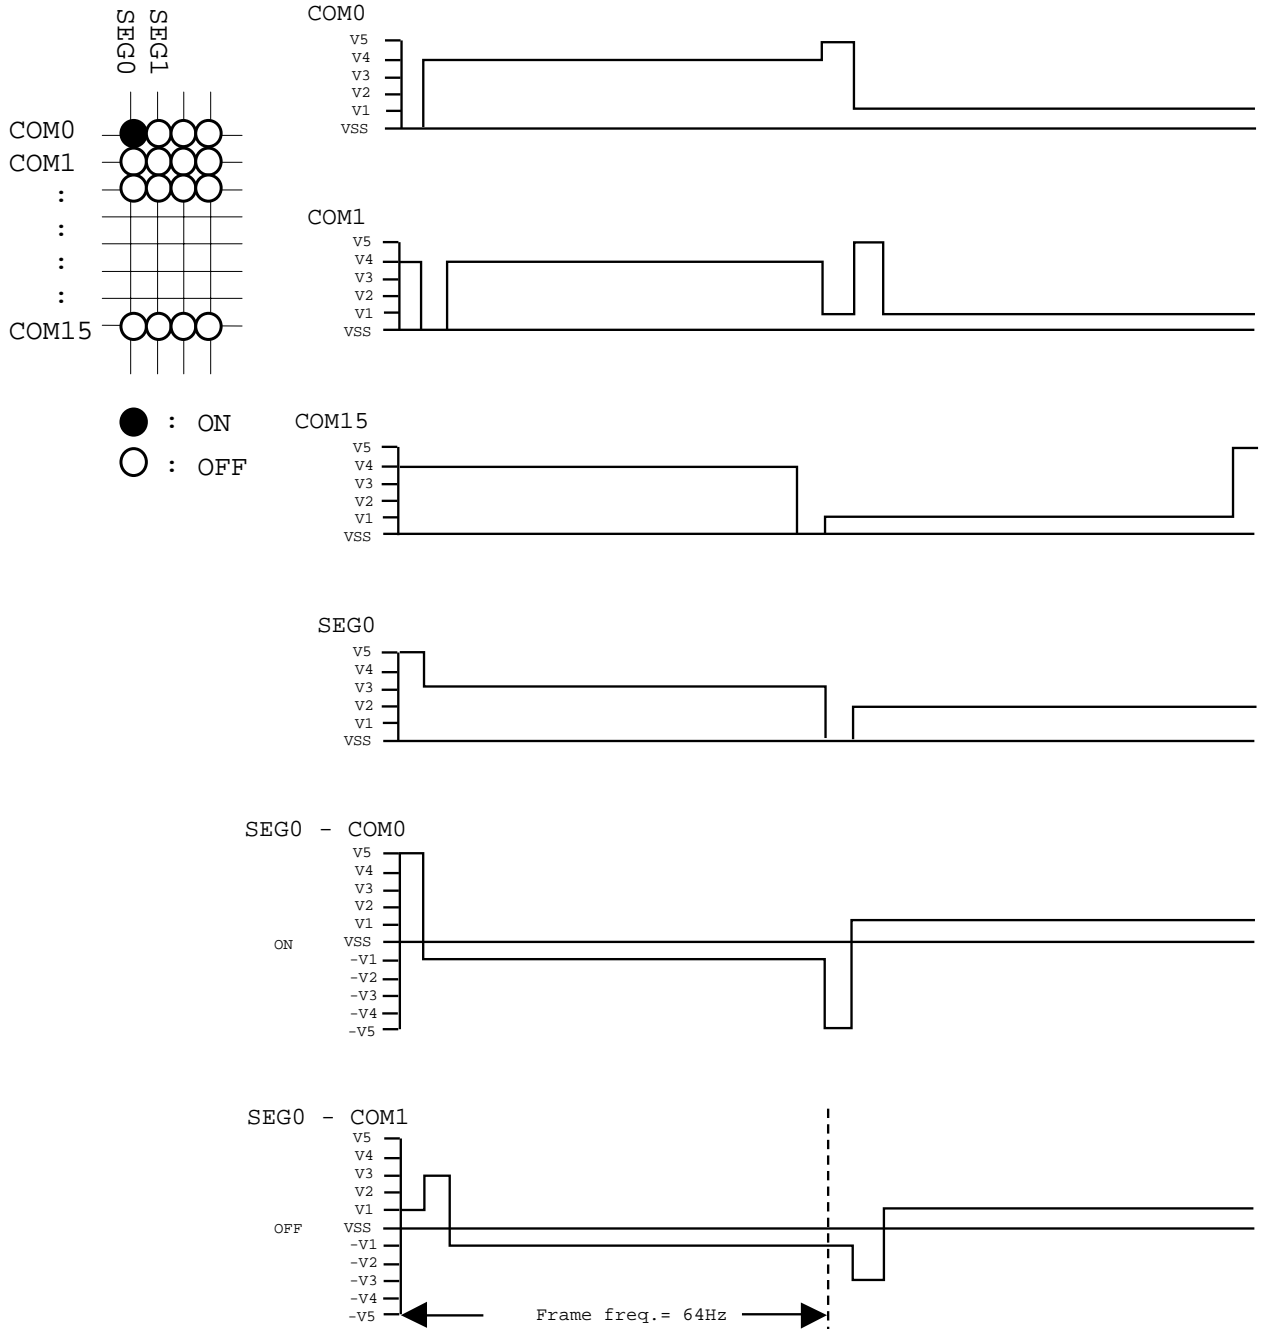 SEG0
SEG1
COM0
COM1
:
:
:
:
COM15
: ON
: OFF
COM0
V5
V4
V3
V2
V1
VSS
COM1
V5
V4
V3
V2
V1
VSS
COM15
V5
V4
V3
V2
V1
VSS
SEG0
V5
V4
V3
V2
V1
VSS
SEG0 - COM0
V5
V4
V3
V2
V1
VSS
-V1
-V2
-V3
-V4
-V5
ON
SEG0 - COM1
V5
V4
V3
V2
V1
VSS
-V1
-V2
-V3
-V4
-V5
OFF
Frame freq.= 64Hz